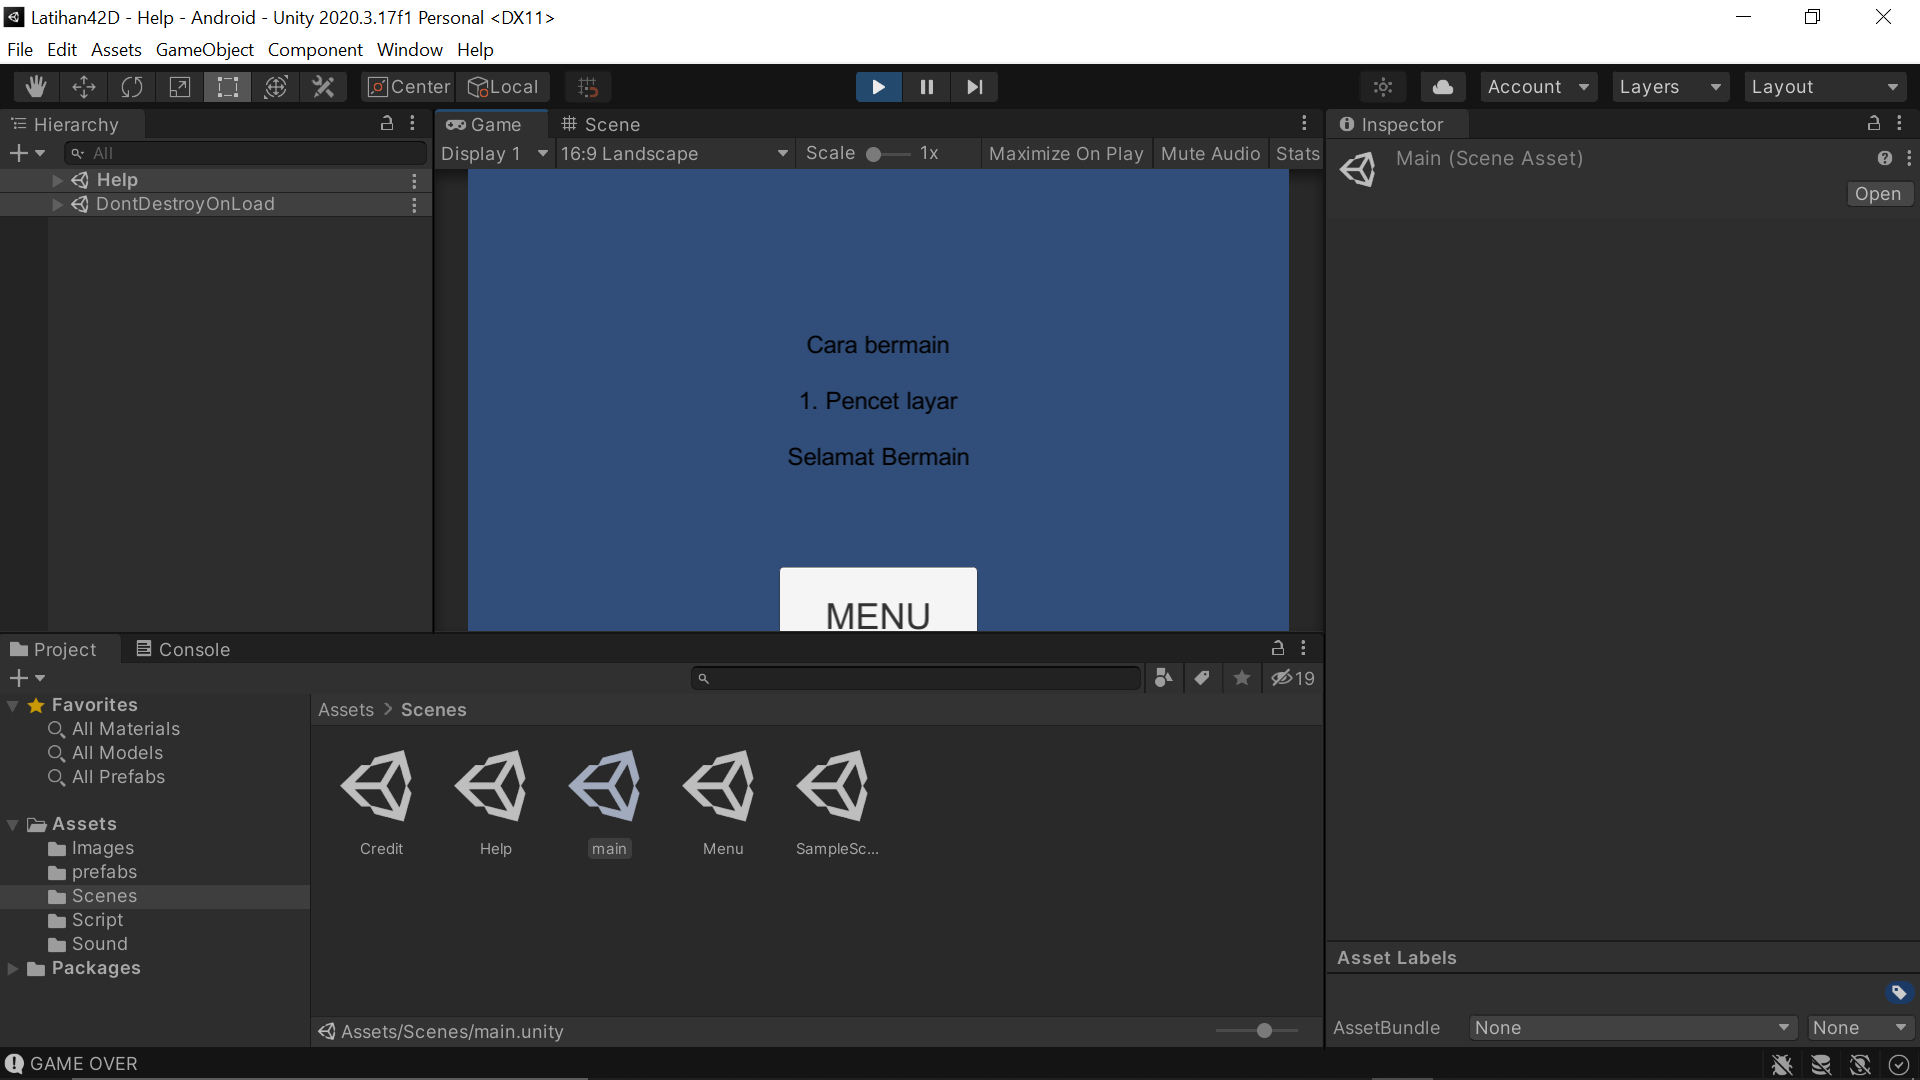 Latihan42D - Help - Android - Unity 2020.3.17f1 Personal <DX11>
File Edit Assets GameObject Component Window Help
Center Local Account Layers Layout
Hierarchy
All
Help
DontDestroyOnLoad
Game Scene
Display 1 16:9 Landscape Scale 1x Maximize On Play Mute Audio Stats
Cara bermain
1. Pencet layar
Selamat Bermain
MENU
Inspector
Main (Scene Asset)
Open
Project Console
19
Favorites
All Materials
All Models
All Prefabs
Assets
Images
prefabs
Scenes
Script
Sound
Packages
Assets > Scenes
Credit Help main Menu SampleSc...
Assets/Scenes/main.unity
Asset Labels
AssetBundle None None
GAME OVER